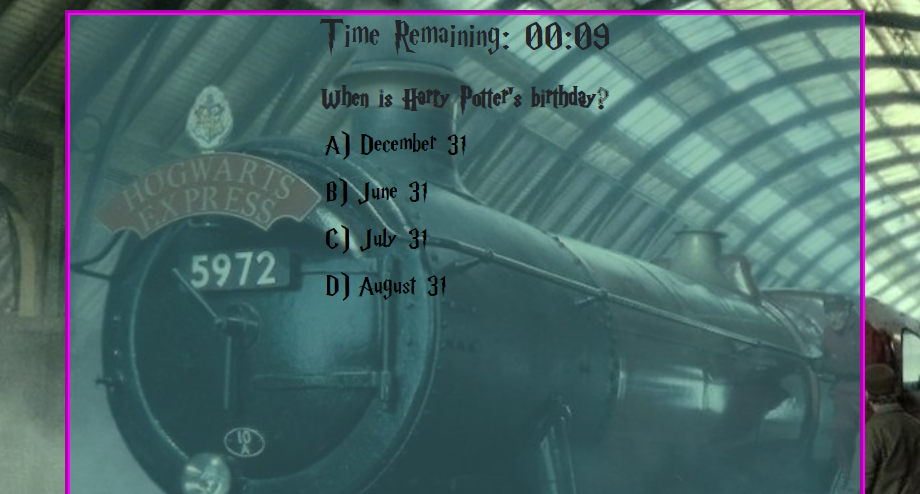 Time Remaining: 00:09
When is Harry Potter's birthday?
A) December 31
B) June 31
C) July 31
D) August 31
HOGWARTS
EXPRESS
5972
10
A